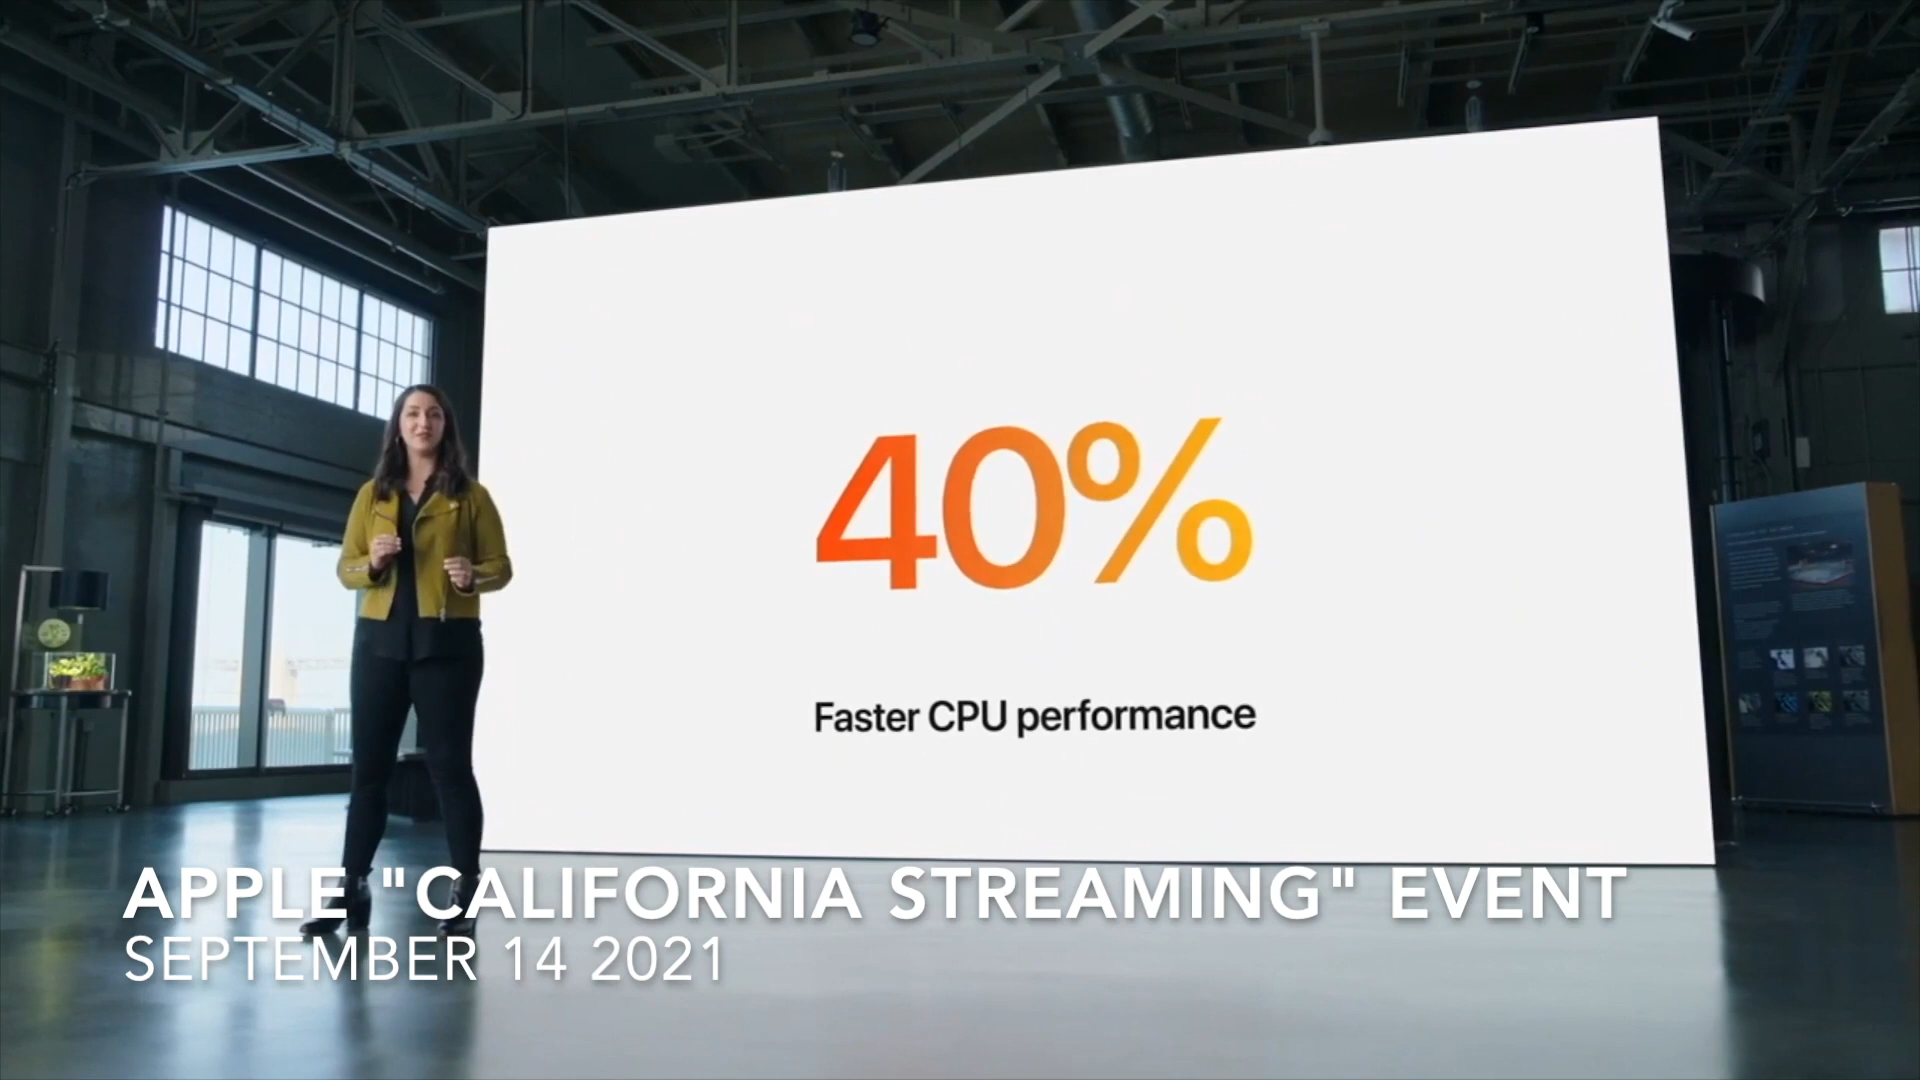 40%
Faster CPU performance
APPLE "CALIFORNIA STREAMING" EVENT
SEPTEMBER 14 2021